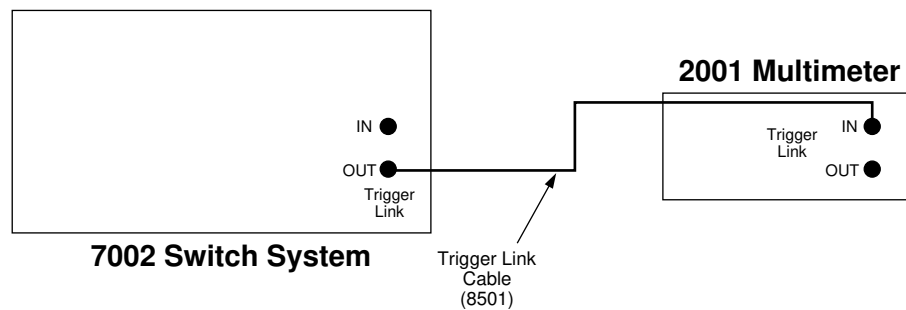 IN
OUT
Trigger
Link
7002 Switch System
Trigger Link
Cable
(8501)
2001 Multimeter
Trigger
Link
IN
OUT